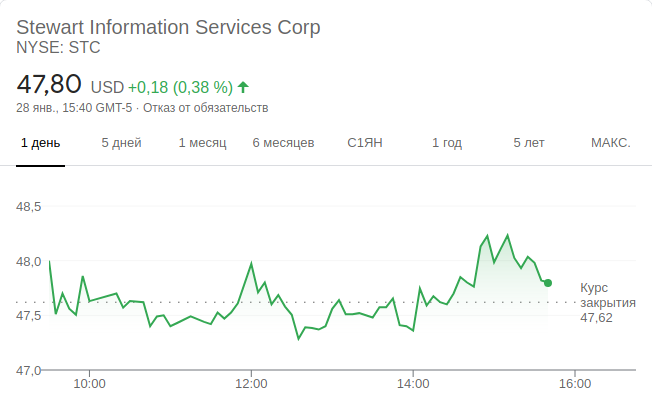 Stewart Information Services Corp
NYSE: STC
47,80 USD +0,18 (0,38 %)
28 янв., 15:40 GMT-5 · Отказ от обязательств
1 день 5 дней 1 месяц 6 месяцев С1ЯН 1 год 5 лет МАКС.
48,5
48,0
47,5
47,0
Курс
закрытия
47,62
10:00 12:00 14:00 16:00